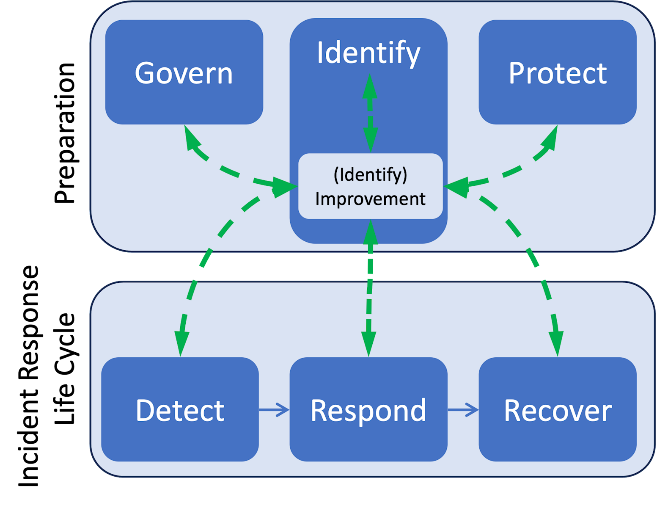 Preparation
Govern
Identify
Protect
(Identify)
Improvement
Incident Response
Life Cycle
Detect
Respond
Recover